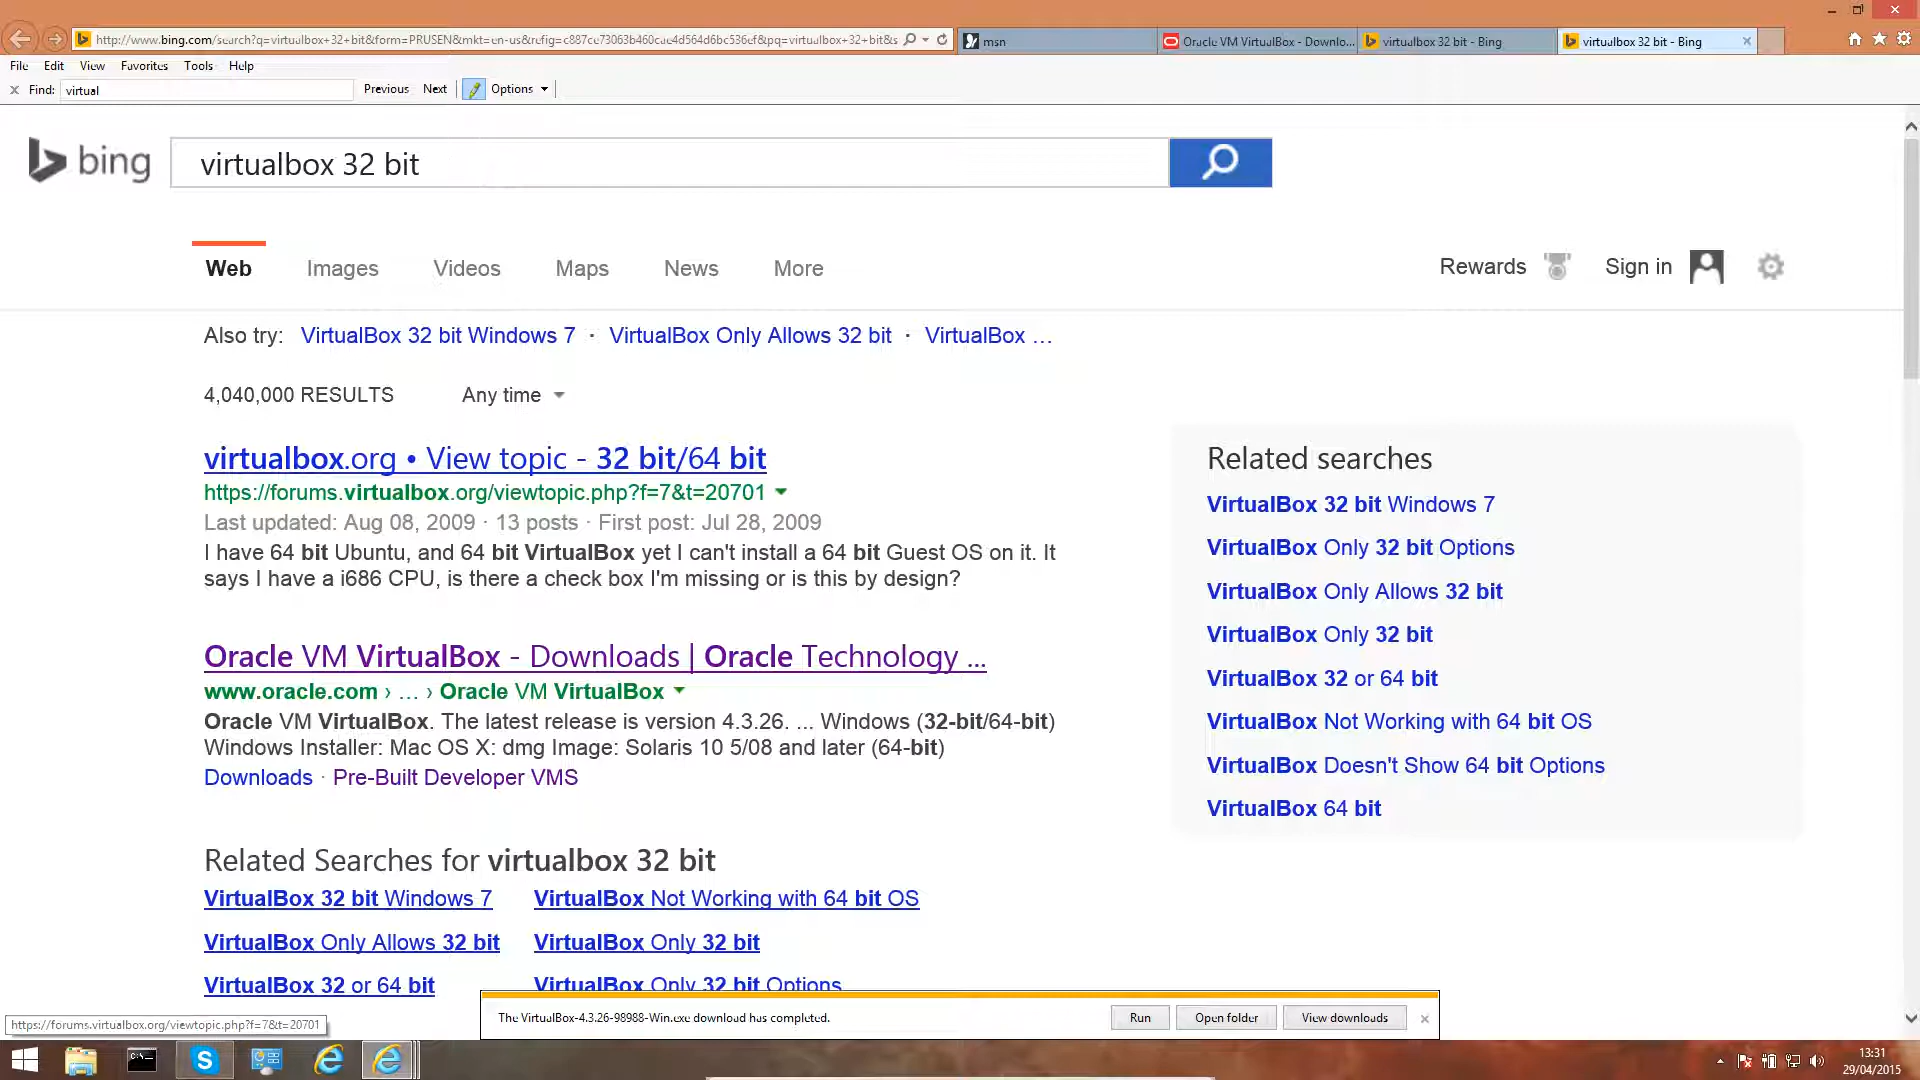 http://www.bing.com/search?q=virtualbox+32+bit&form=PRUSEN&mkt=en-us&refig=c887ce73063b460cae4d564d6bc536ef&pq=virtualbox+32+bit&s
msn
Oracle VM VirtualBox - Downlo...
virtualbox 32 bit - Bing
virtualbox 32 bit - Bing
File Edit View Favorites Tools Help
Find: virtual Previous Next Options
bing
virtualbox 32 bit
Web Images Videos Maps News More
Rewards Sign in
Also try: VirtualBox 32 bit Windows 7 · VirtualBox Only Allows 32 bit · VirtualBox ...
4,040,000 RESULTS Any time
virtualbox.org • View topic - 32 bit/64 bit
https://forums.virtualbox.org/viewtopic.php?f=7&t=20701
Last updated: Aug 08, 2009 · 13 posts · First post: Jul 28, 2009
I have 64 bit Ubuntu, and 64 bit VirtualBox yet I can't install a 64 bit Guest OS on it. It
says I have a i686 CPU, is there a check box I'm missing or is this by design?
Oracle VM VirtualBox - Downloads | Oracle Technology ...
www.oracle.com › ... › Oracle VM VirtualBox
Oracle VM VirtualBox. The latest release is version 4.3.26. ... Windows (32-bit/64-bit)
Windows Installer: Mac OS X: dmg Image: Solaris 10 5/08 and later (64-bit)
Downloads · Pre-Built Developer VMS
Related Searches for virtualbox 32 bit
VirtualBox 32 bit Windows 7
VirtualBox Not Working with 64 bit OS
VirtualBox Only Allows 32 bit
VirtualBox Only 32 bit
VirtualBox 32 or 64 bit
VirtualBox Only 32 bit Options
Related searches
VirtualBox 32 bit Windows 7
VirtualBox Only 32 bit Options
VirtualBox Only Allows 32 bit
VirtualBox Only 32 bit
VirtualBox 32 or 64 bit
VirtualBox Not Working with 64 bit OS
VirtualBox Doesn't Show 64 bit Options
VirtualBox 64 bit
https://forums.virtualbox.org/viewtopic.php?f=7&t=20701
The VirtualBox-4.3.26-98988-Win.exe download has completed.
Run
Open folder
View downloads
13:31
29/04/2015